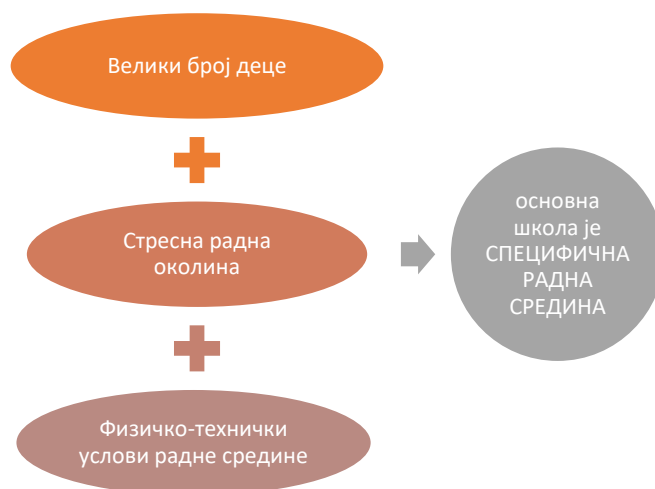 Велики број деце
Стресна радна
околина
Физичко-технички
услови радне средине
основна
школа је
СПЕЦИФИЧНА
РАДНА
СРЕДИНА